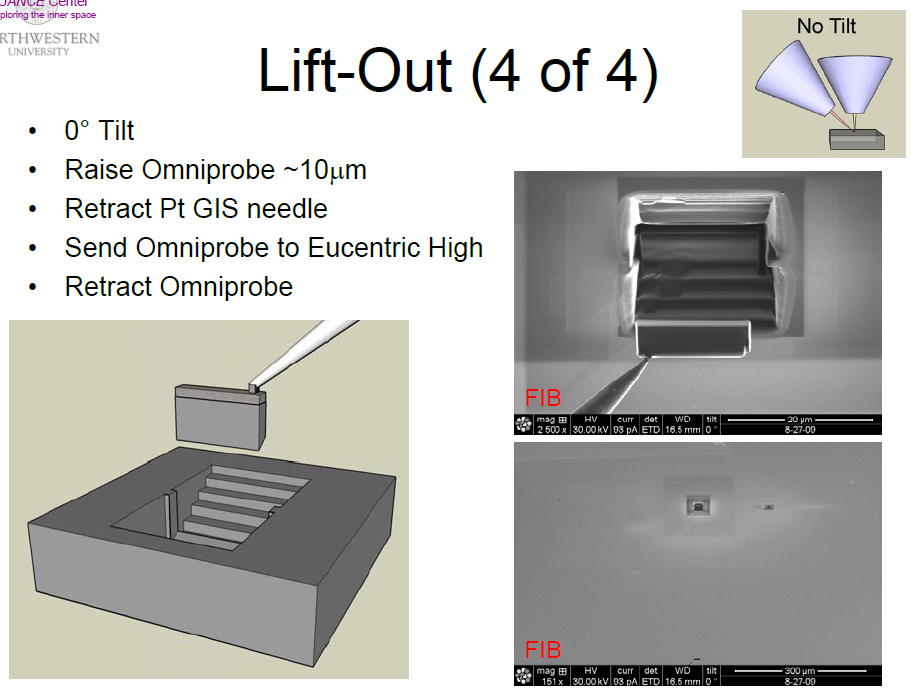 JANCE Center
ploring the inner space
RTHWESTERN
UNIVERSITY
No Tilt
Lift-Out (4 of 4)
• 0° Tilt
• Raise Omniprobe ~10μm
• Retract Pt GIS needle
• Send Omniprobe to Eucentric High
• Retract Omniprobe
FIB
mag HV curr det WD tilt 20 µm
2 500 x 30.00 kV 93 pA ETD 16.5 mm 0 ° 8-27-09
FIB
mag HV curr det WD tilt 300 µm
151 x 30.00 kV 93 pA ETD 16.5 mm 0 ° 8-27-09